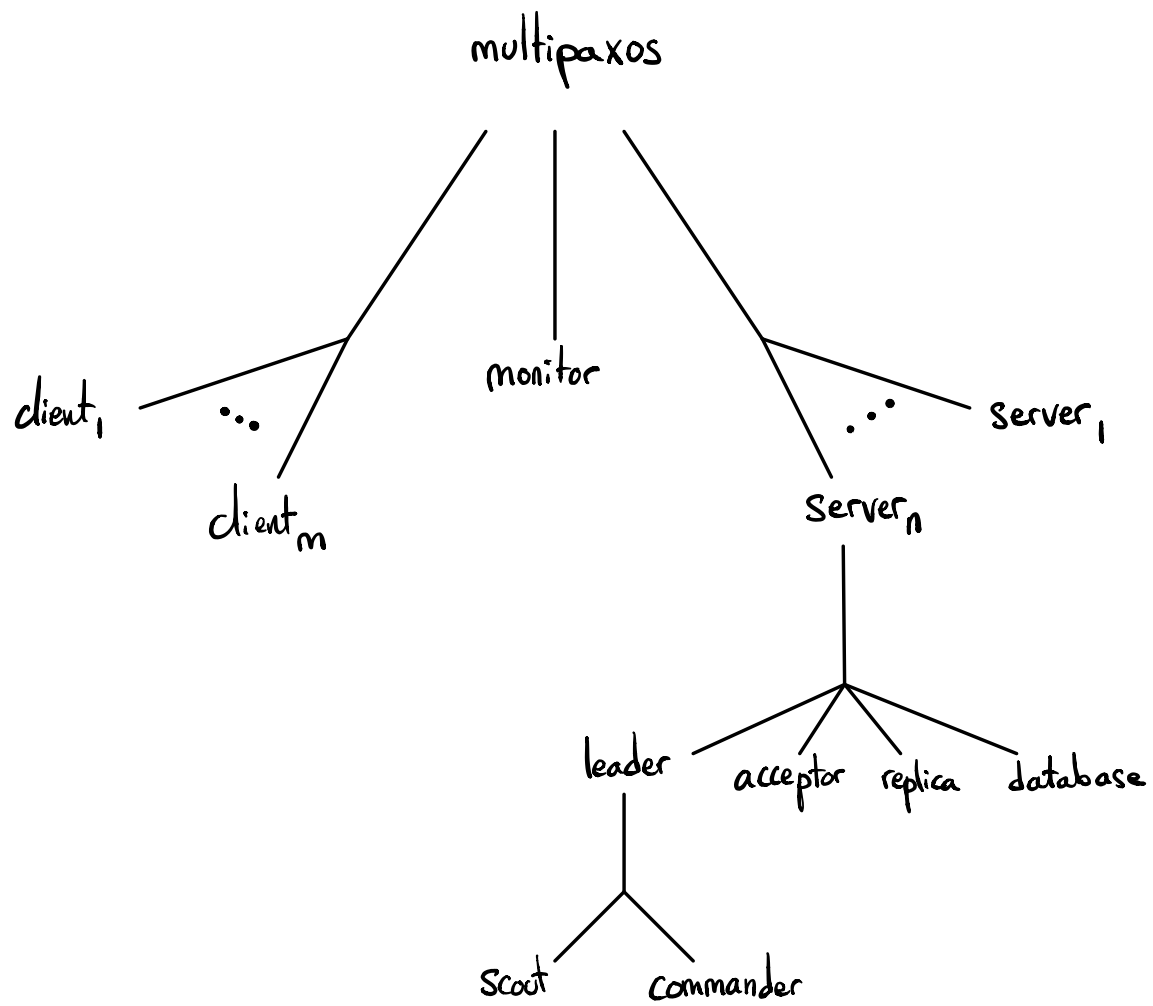 multipaxos
monitor
client₁
server₁
clientₘ
serverₙ
leader
acceptor
replica
database
scout
commander